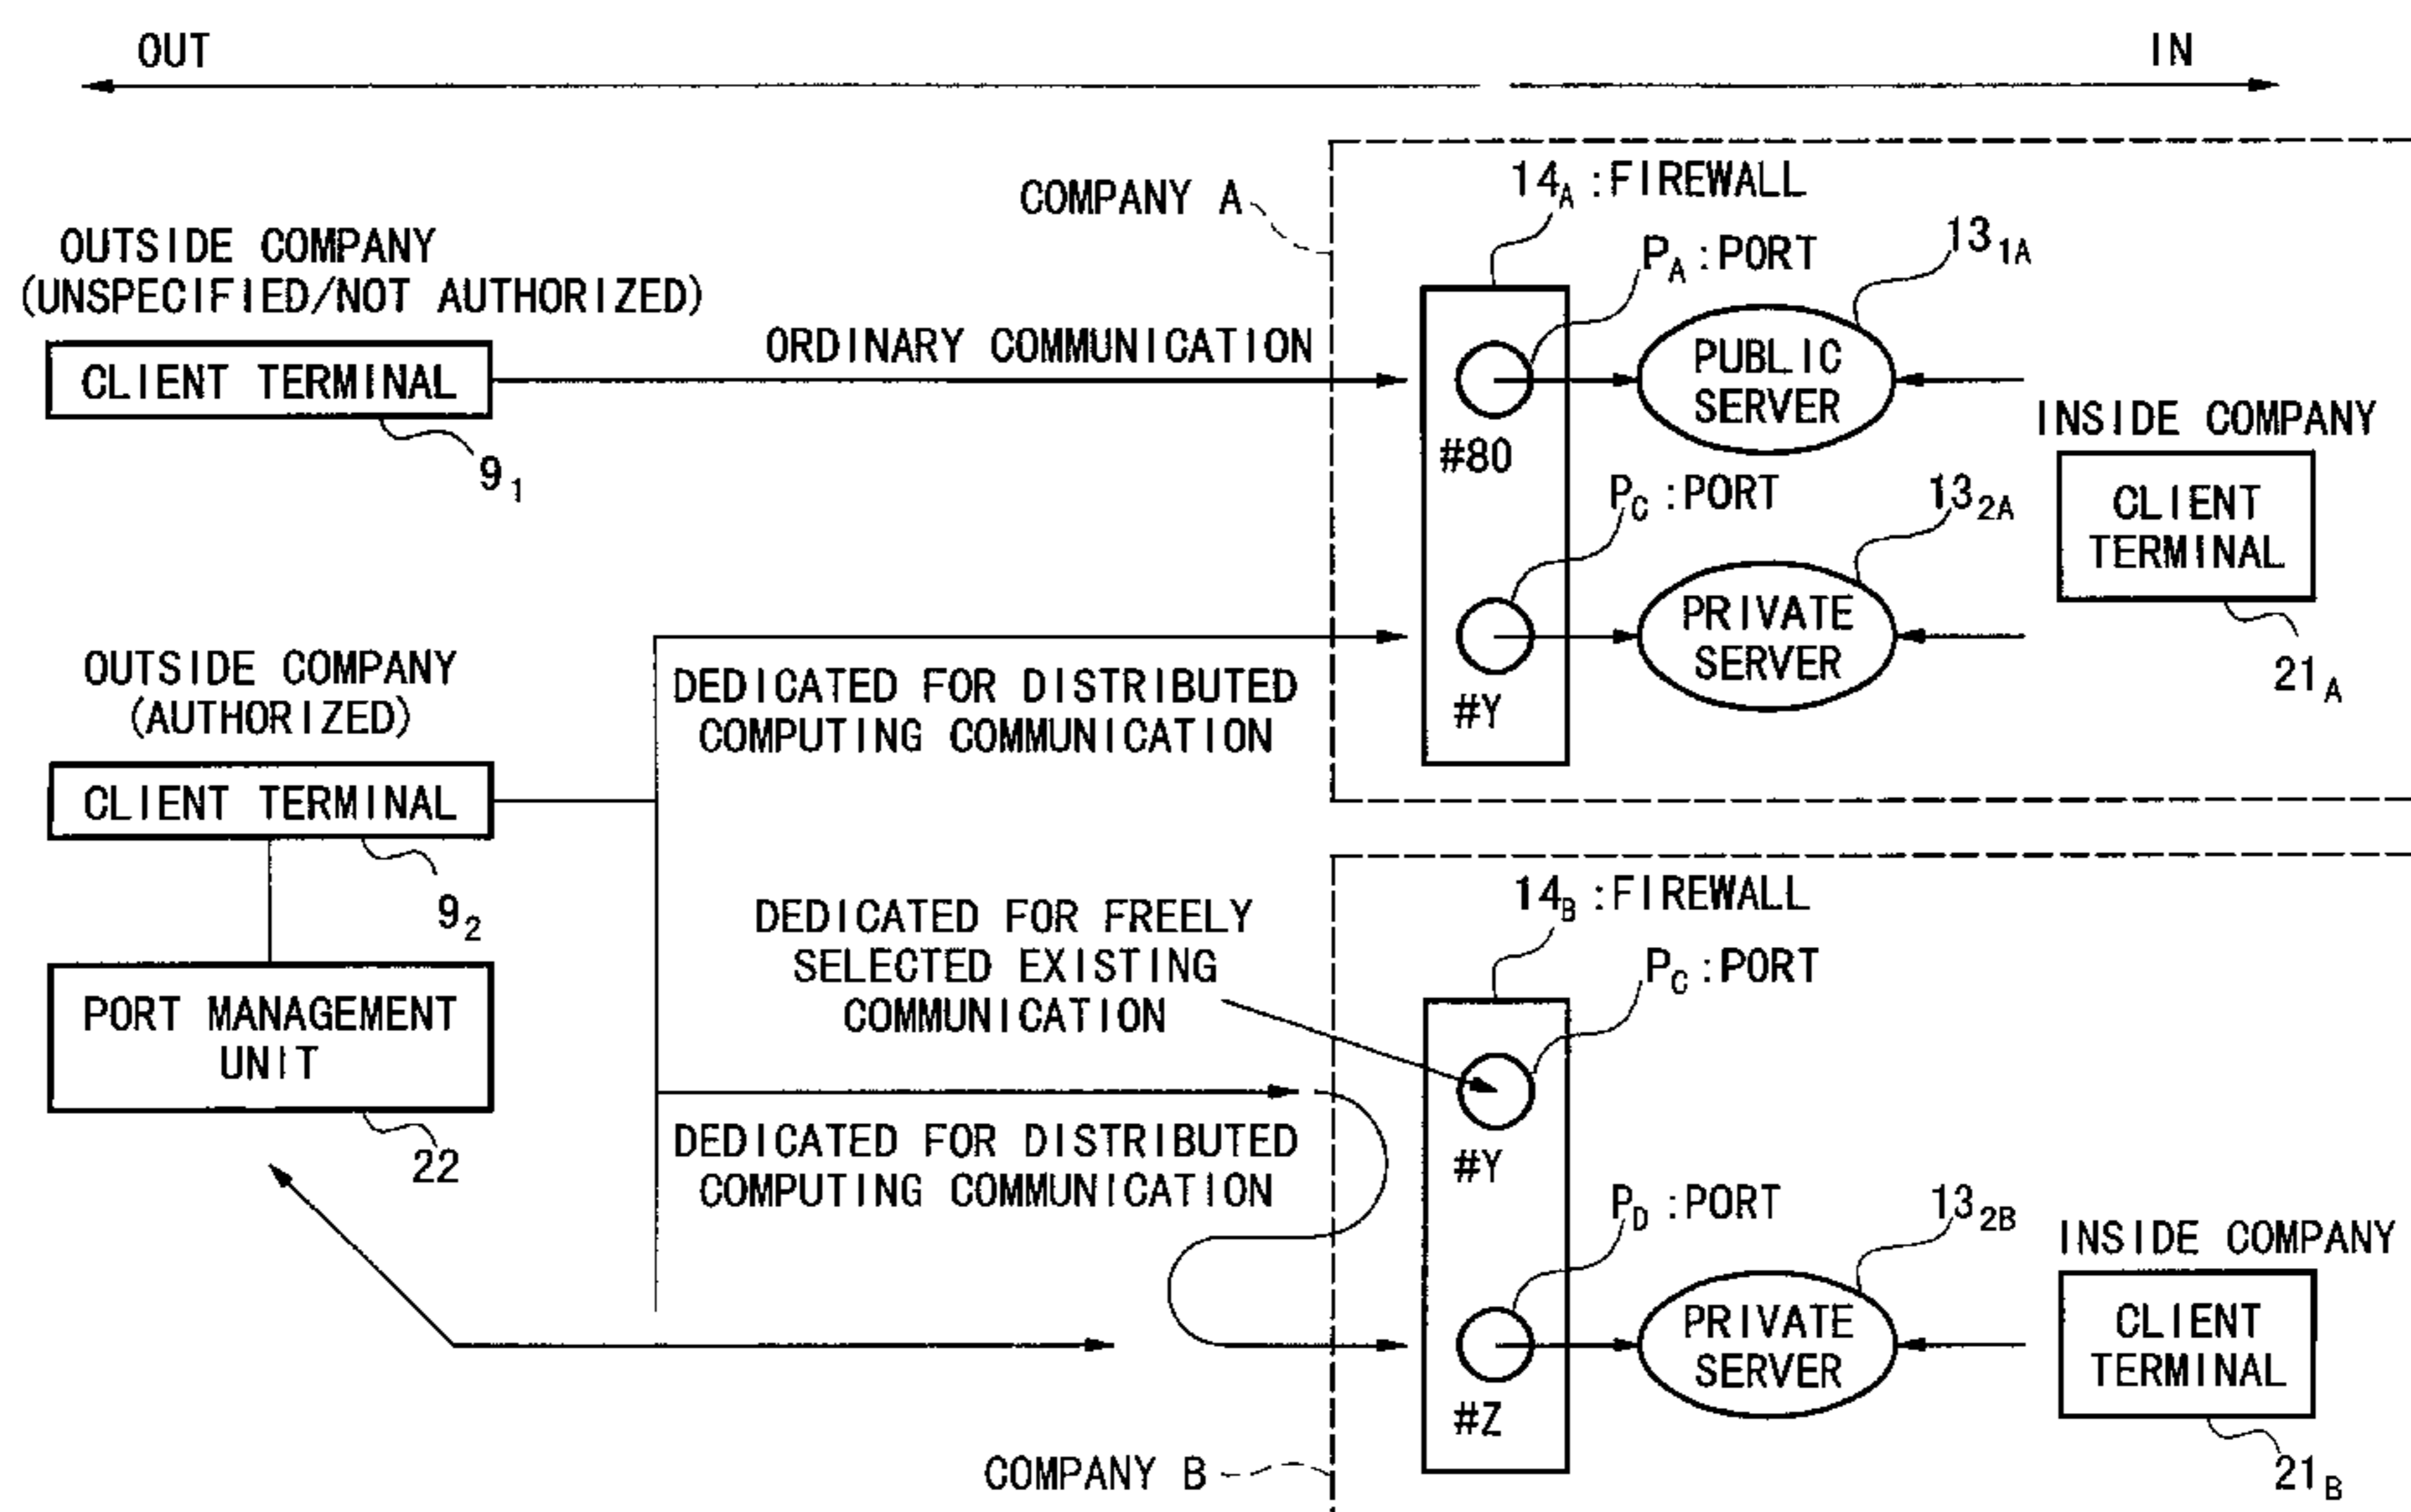 OUT
IN
COMPANY A
14A :FIREWALL
OUTSIDE COMPANY
(UNSPECIFIED/NOT AUTHORIZED)
PA :PORT
131A
CLIENT TERMINAL
ORDINARY COMMUNICATION
PUBLIC
SERVER
91
#80
INSIDE COMPANY
PC :PORT
132A
CLIENT
TERMINAL
PRIVATE
SERVER
21A
OUTSIDE COMPANY
(AUTHORIZED)
DEDICATED FOR DISTRIBUTED
COMPUTING COMMUNICATION
#Y
CLIENT TERMINAL
92
DEDICATED FOR FREELY
SELECTED EXISTING
COMMUNICATION
14B :FIREWALL
PC :PORT
PORT MANAGEMENT
UNIT
22
DEDICATED FOR DISTRIBUTED
COMPUTING COMMUNICATION
#Y
PD :PORT
132B
INSIDE COMPANY
PRIVATE
SERVER
CLIENT
TERMINAL
#Z
COMPANY B
21B